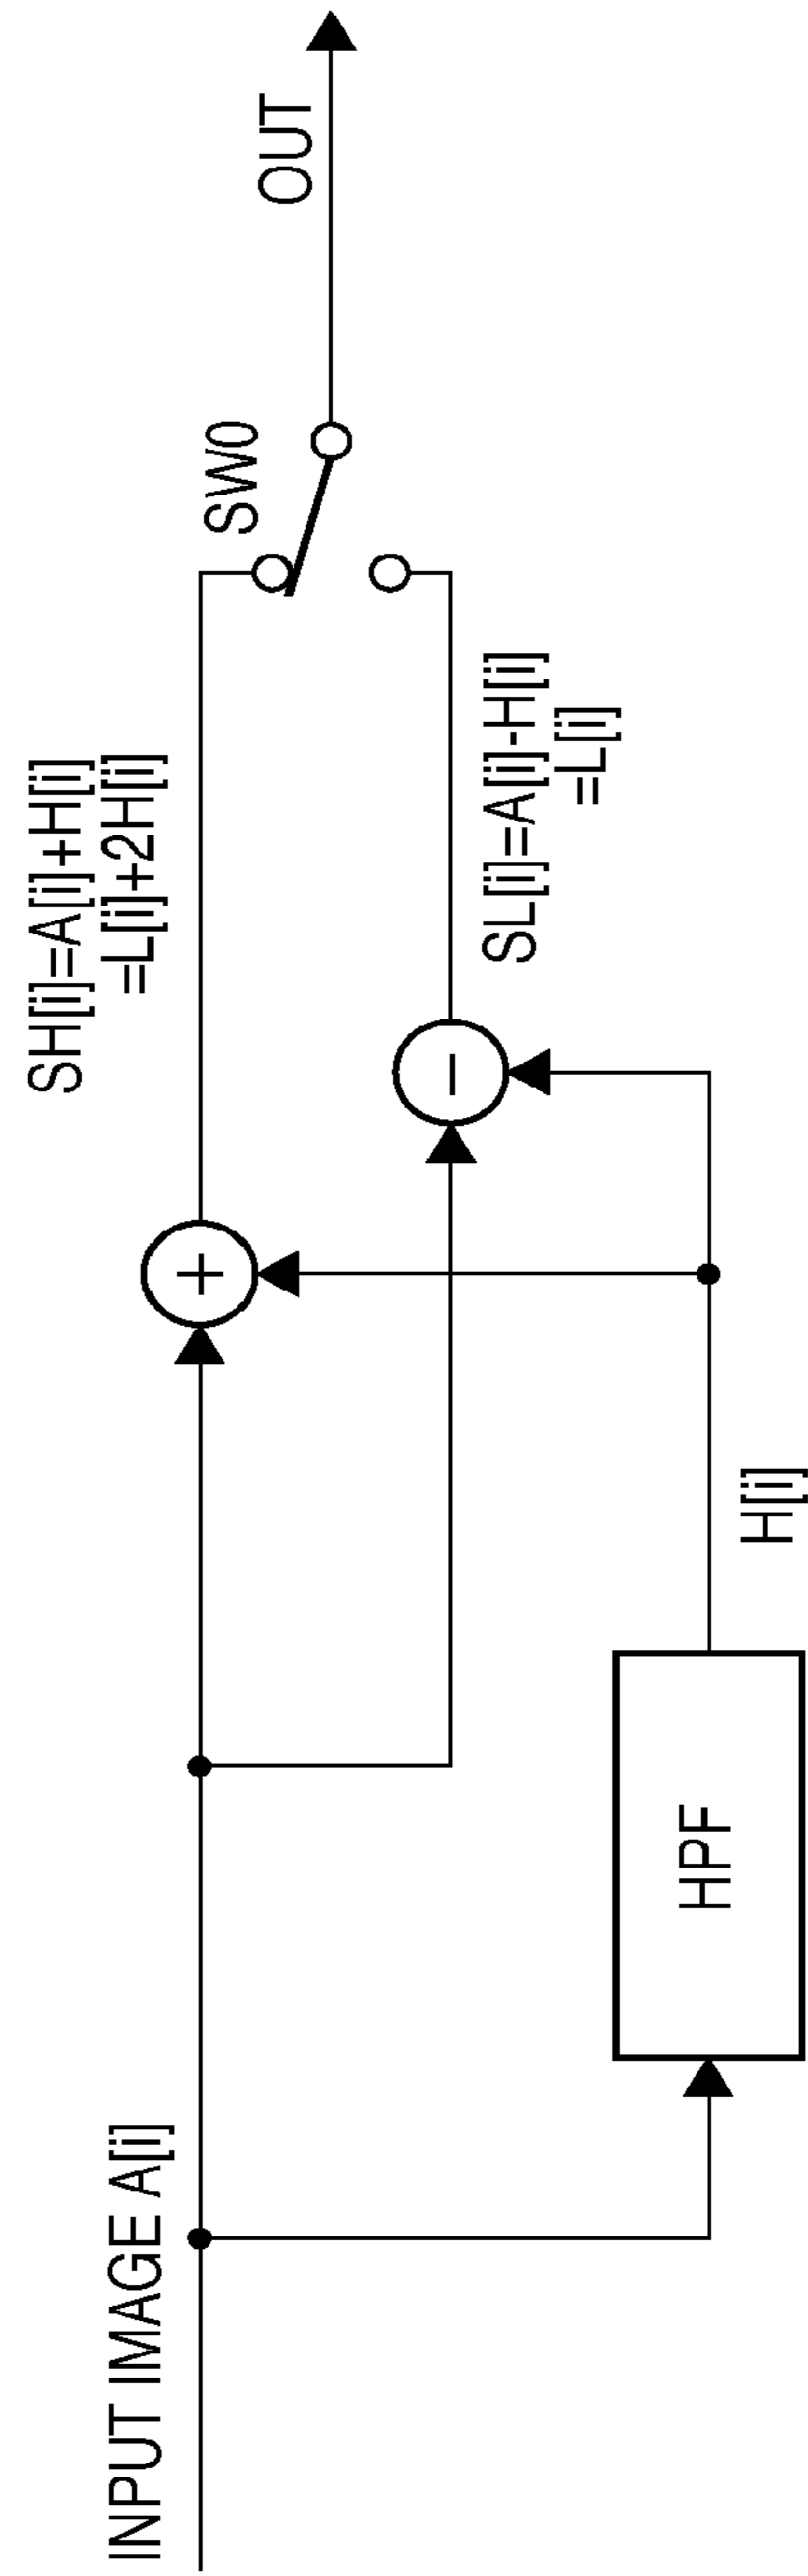 INPUT IMAGE A[i]
HPF
H[i]
+
−
SH[i]=A[i]+H[i]
=L[i]+2H[i]
SL[i]=A[i]-H[i]
=L[i]
SW0
OUT